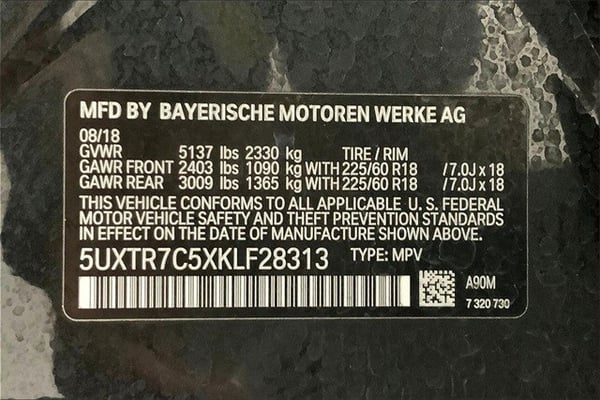 MFD BY BAYERISCHE MOTOREN WERKE AG
08/18
GVWR 5137 lbs 2330 kg TIRE / RIM
GAWR FRONT 2403 lbs 1090 kg WITH 225/60 R18 /7.0J x 18
GAWR REAR 3009 lbs 1365 kg WITH 225/60 R18 /7.0J x 18
THIS VEHICLE CONFORMS TO ALL APPLICABLE U. S. FEDERAL
MOTOR VEHICLE SAFETY AND THEFT PREVENTION STANDARDS
IN EFFECT ON THE DATE OF MANUFACTURE SHOWN ABOVE.
5UXTR7C5XKLF28313 TYPE: MPV
A90M
7 320 730